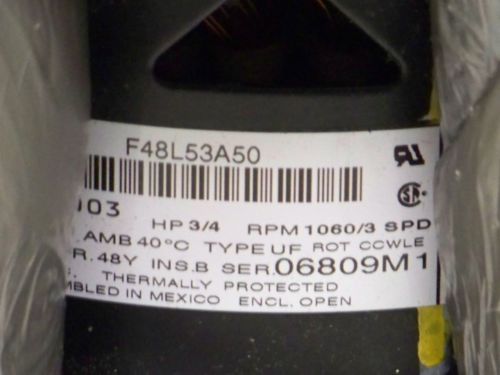 F48L53A50
003
HP 3/4 RPM 1060/3 SPD
AMB 40°C TYPE UF ROT CCWLE
R. 48Y INS.B SER. 06809M1
THERMALLY PROTECTED
MBLED IN MEXICO ENCL. OPEN